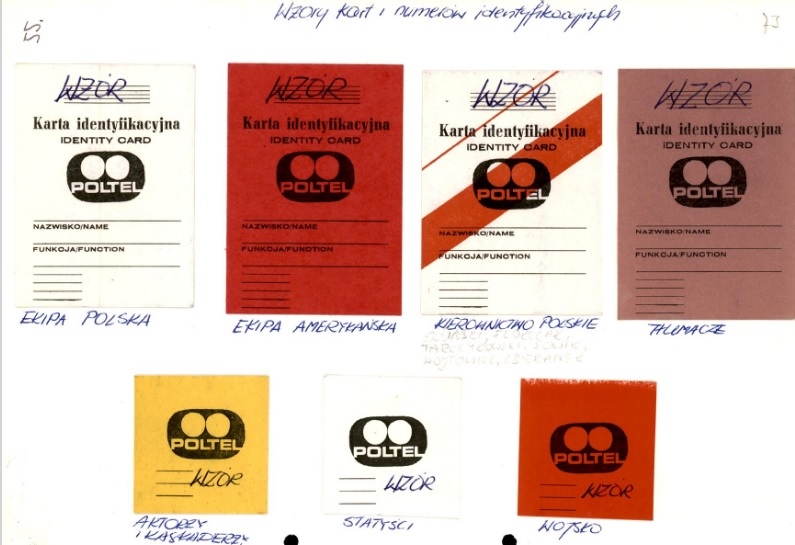 Wzory kart i numerów identyfikacyjnych
73
55
WZÓR
Karta identyfikacyjna
IDENTITY CARD
POLTEL
NAZWISKO/NAME
FUNKCJA/FUNCTION
EKIPA POLSKA
WZÓR
Karta identyfikacyjna
IDENTITY CARD
POLTEL
NAZWISKO/NAME
FUNKCJA/FUNCTION
EKIPA AMERYKAŃSKA
WZÓR
Karta identyfikacyjna
IDENTITY CARD
POLTEL
NAZWISKO/NAME
FUNKCJA/FUNCTION
KIEROWNICTWO POLSKIE
WZÓR
Karta identyfikacyjna
IDENTITY CARD
POLTEL
NAZWISKO/NAME
FUNKCJA/FUNCTION
TŁUMACZE
POLTEL
WZÓR
AKTORZY
I KASKADERZY
POLTEL
WZÓR
STATYŚCI
POLTEL
WZÓR
WOJSKO